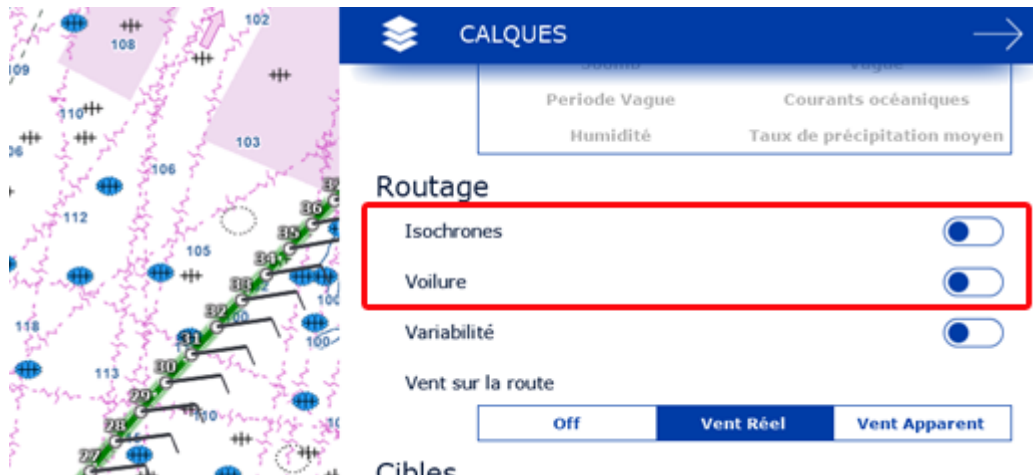 CALQUES
Periode Vague Courants océaniques
Humidité Taux de précipitation moyen
Routage
Isochrones
Voilure
Variabilité
Vent sur la route
Off Vent Réel Vent Apparent
Cibles
102
108
109
110
103
106
36
112
35
105
34
33
32
118
31
100
113
30
29
28
27